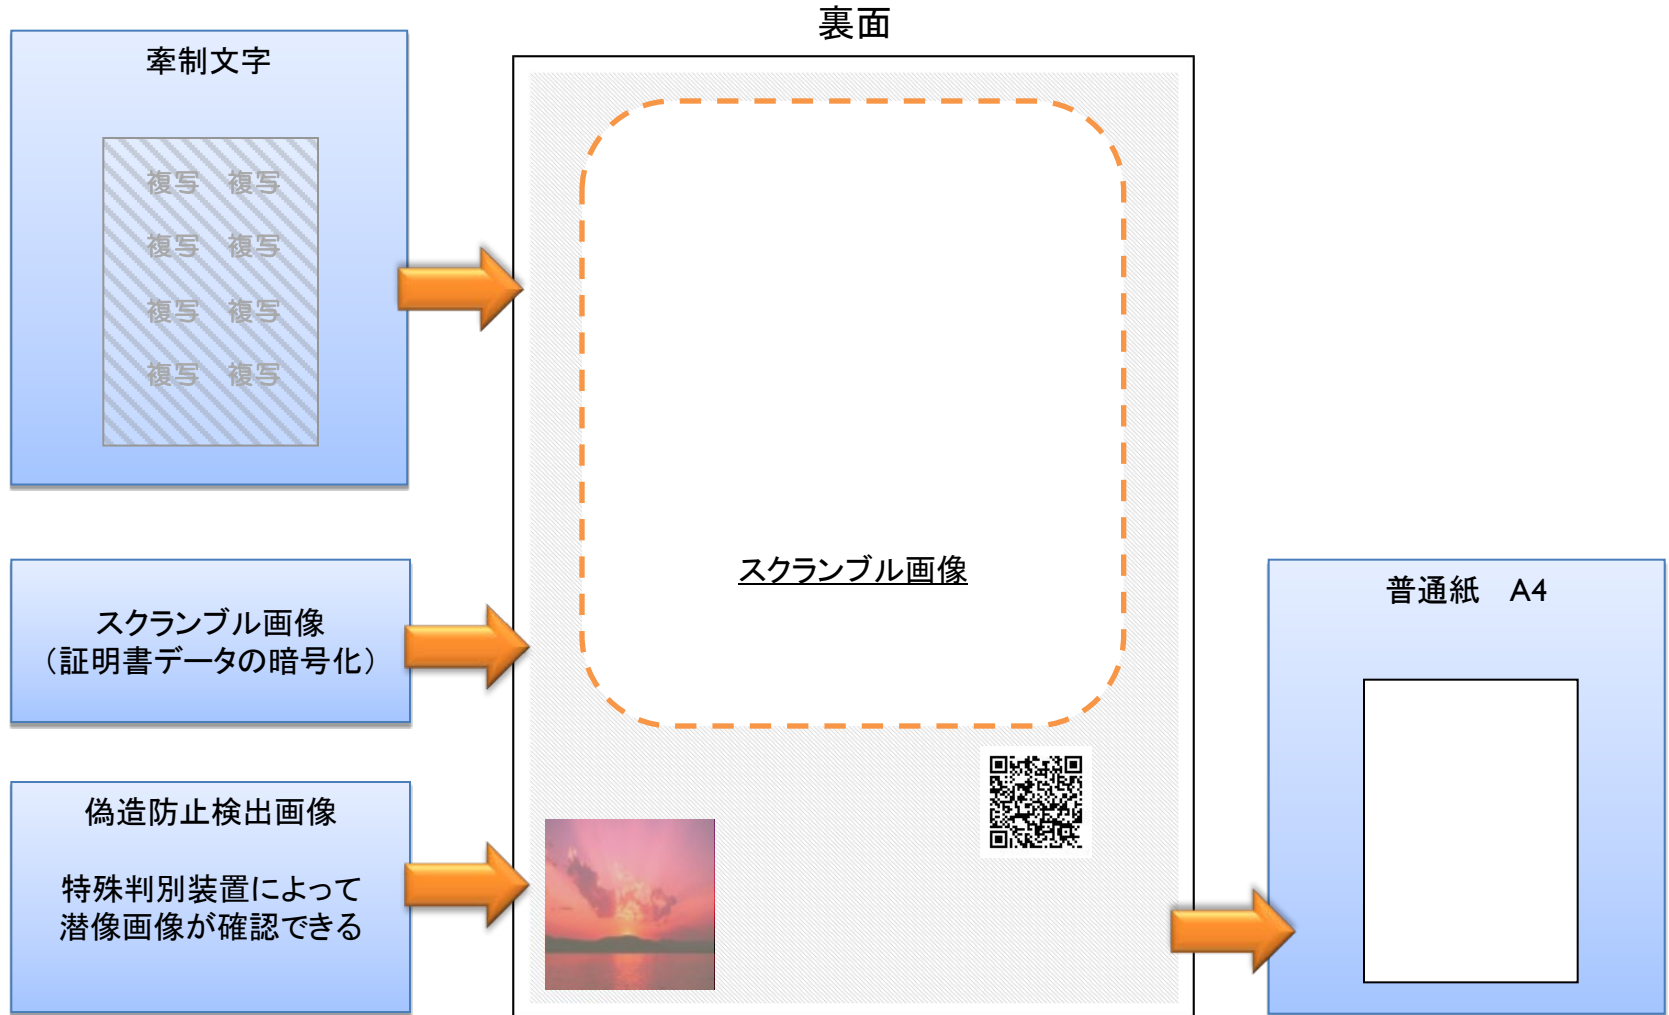 裏面
牽制文字
複写　複写
複写　複写
複写　複写
複写　複写
スクランブル画像
スクランブル画像
（証明書データの暗号化）
偽造防止検出画像
特殊判別装置によって
潜像画像が確認できる
普通紙　A4